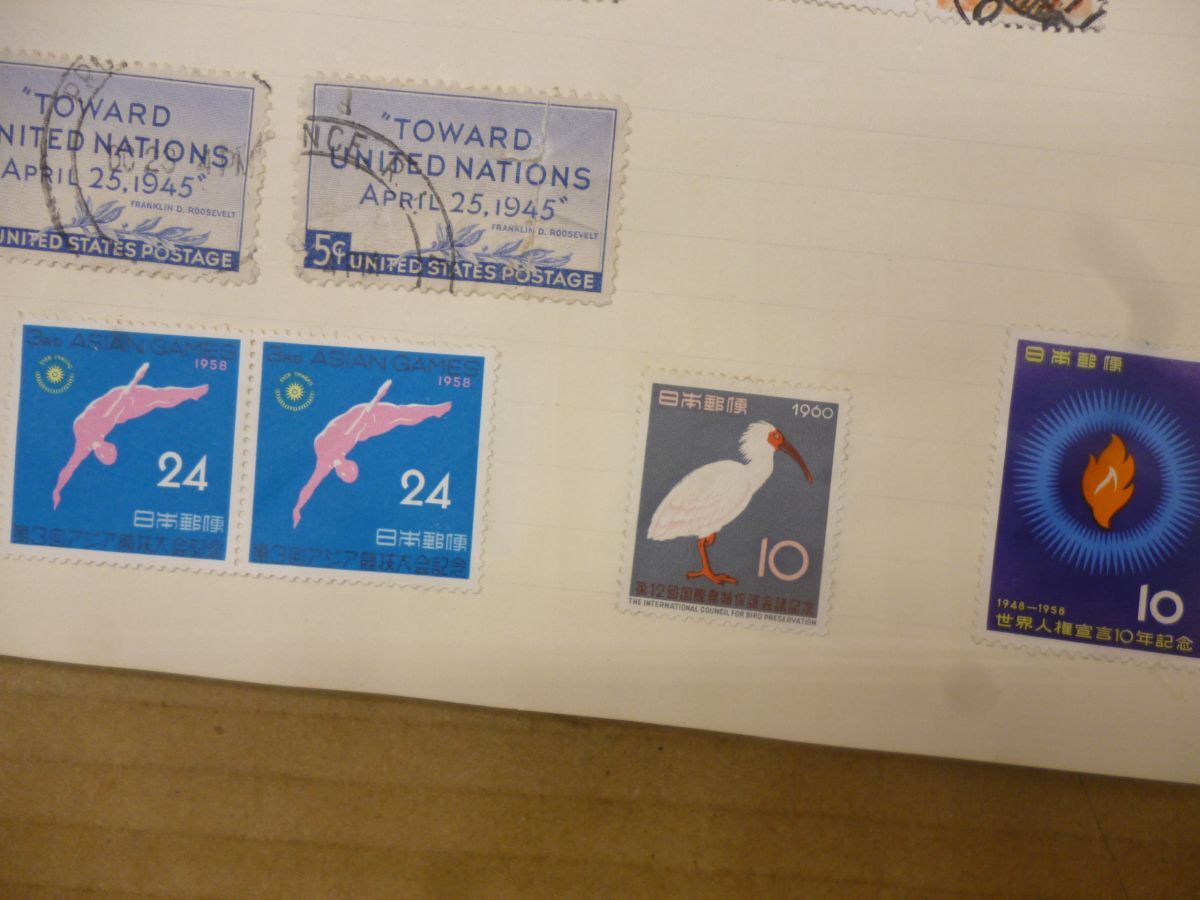 "TOWARD
UNITED NATIONS
APRIL 25, 1945"
FRANKLIN D. ROOSEVELT
UNITED STATES POSTAGE
"TOWARD
UNITED NATIONS
APRIL 25, 1945"
FRANKLIN D. ROOSEVELT
5¢ UNITED STATES POSTAGE
3RD ASIAN GAMES
1958
EVER ONWARD
24
日本郵便
第3回アジア競技大会記念
3RD ASIAN GAMES
1958
EVER ONWARD
24
日本郵便
第3回アジア競技大会記念
日本郵便 1960
10
第12回国際鳥類保護会議記念
THE INTERNATIONAL COUNCIL FOR BIRD PRESERVATION
日本郵便
1948-1958 10
世界人権宣言10年記念